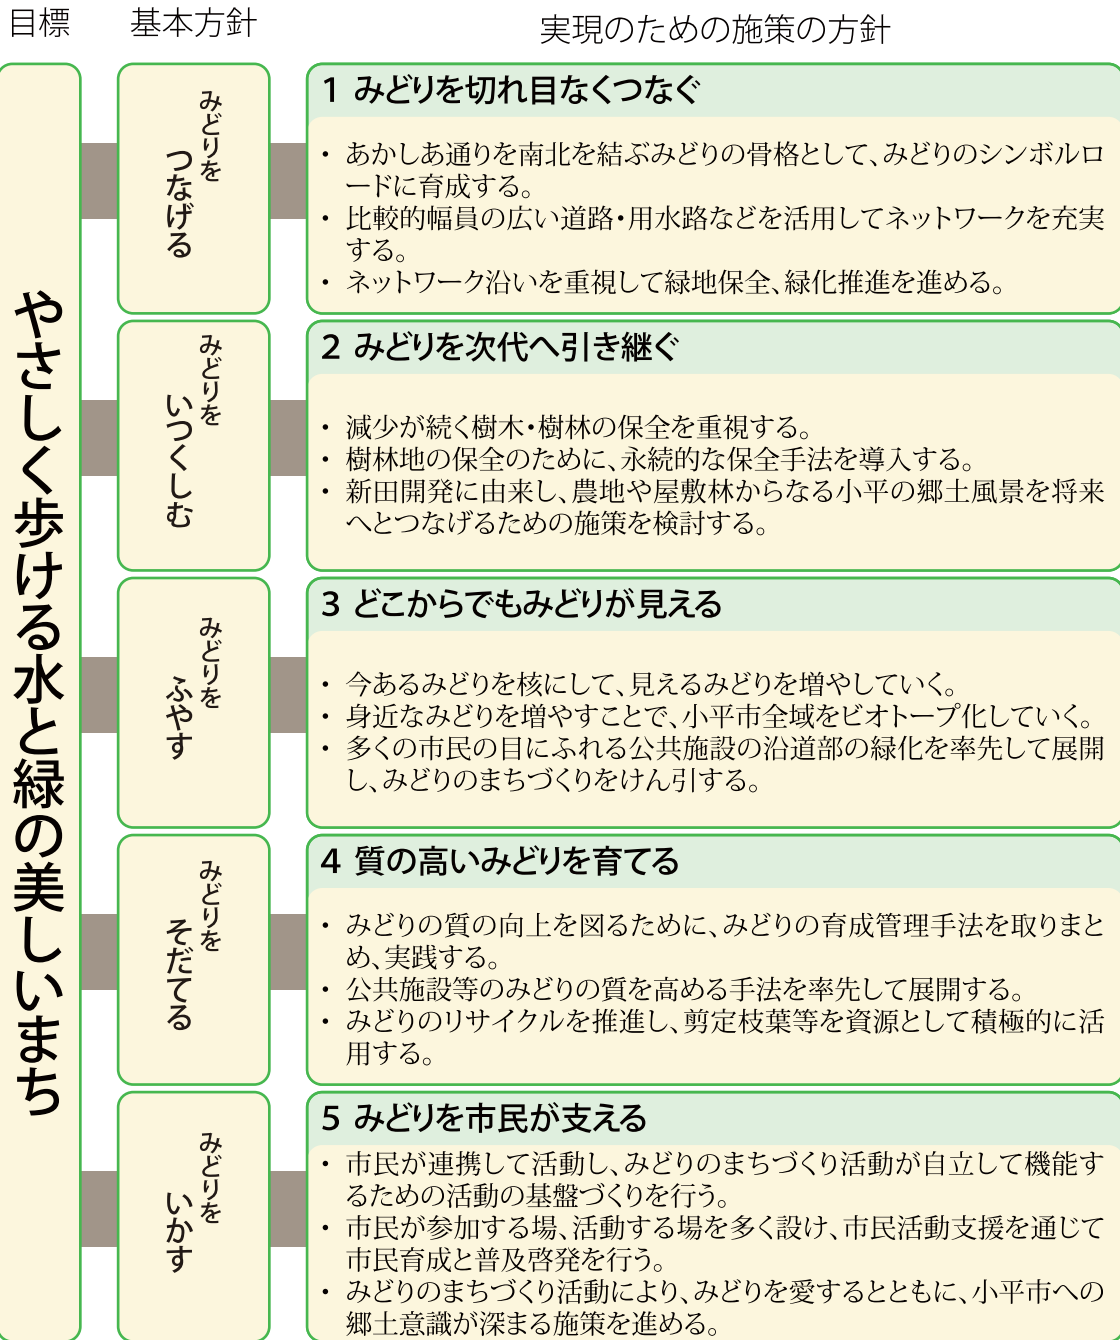 目標
基本方針
実現のための施策の方針
やさしく歩ける水と緑の美しいまち
みどりを
つなげる
1 みどりを切れ目なくつなぐ
・ あかしあ通りを南北を結ぶみどりの骨格として、みどりのシンボルロ
ードに育成する。
・ 比較的幅員の広い道路・用水路などを活用してネットワークを充実
する。
・ ネットワーク沿いを重視して緑地保全、緑化推進を進める。
みどりを
いつくしむ
2 みどりを次代へ引き継ぐ
・ 減少が続く樹木・樹林の保全を重視する。
・ 樹林地の保全のために、永続的な保全手法を導入する。
・ 新田開発に由来し、農地や屋敷林からなる小平の郷土風景を将来
へとつなげるための施策を検討する。
みどりを
ふやす
3 どこからでもみどりが見える
・ 今あるみどりを核にして、見えるみどりを増やしていく。
・ 身近なみどりを増やすことで、小平市全域をビオトープ化していく。
・ 多くの市民の目にふれる公共施設の沿道部の緑化を率先して展開
し、みどりのまちづくりをけん引する。
みどりを
そだてる
4 質の高いみどりを育てる
・ みどりの質の向上を図るために、みどりの育成管理手法を取りまと
め、実践する。
・ 公共施設等のみどりの質を高める手法を率先して展開する。
・ みどりのリサイクルを推進し、剪定枝葉等を資源として積極的に活
用する。
みどりを
いかす
5 みどりを市民が支える
・ 市民が連携して活動し、みどりのまちづくり活動が自立して機能す
るための活動の基盤づくりを行う。
・ 市民が参加する場、活動する場を多く設け、市民活動支援を通じて
市民育成と普及啓発を行う。
・ みどりのまちづくり活動により、みどりを愛するとともに、小平市への
郷土意識が深まる施策を進める。